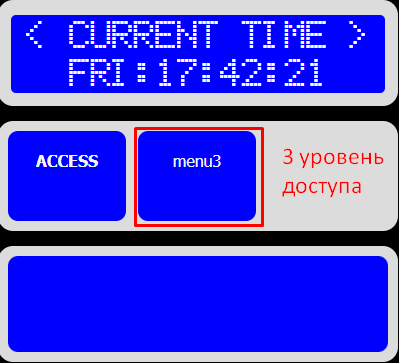 < CURRENT TIME >
FRI:17:42:21
ACCESS
menu3
3 уровень
доступа